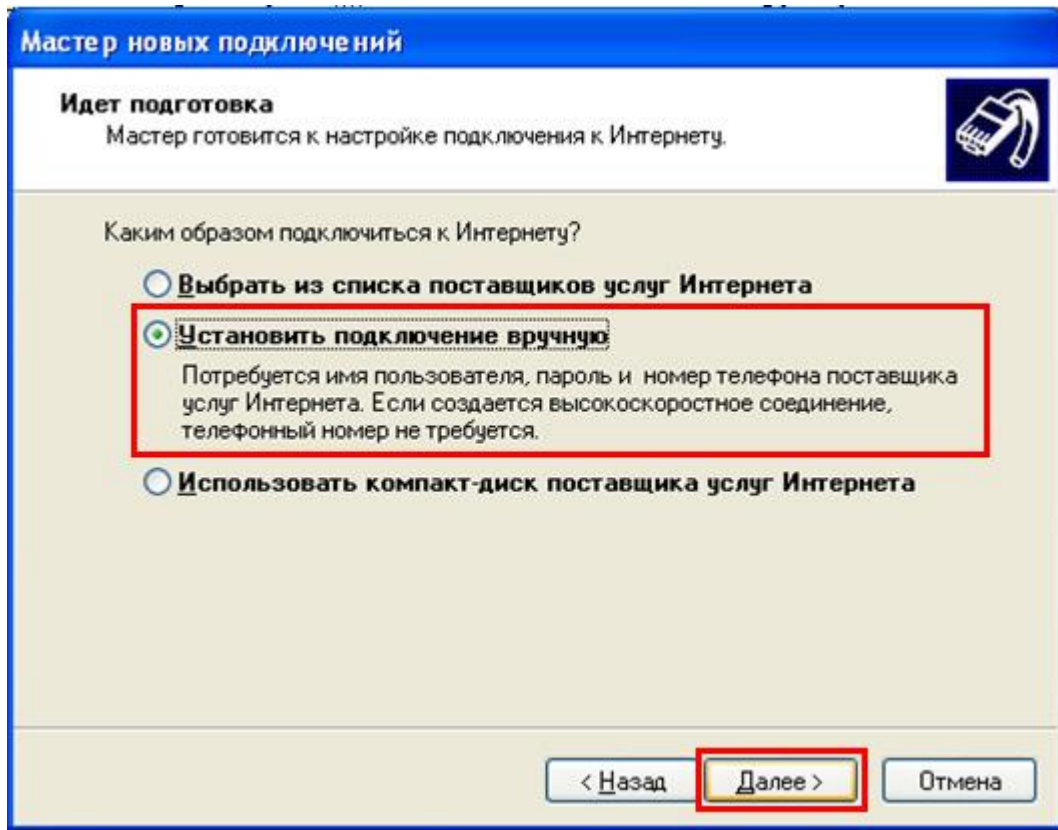 Мастер новых подключений
Идет подготовка
Мастер готовится к настройке подключения к Интернету.
Каким образом подключиться к Интернету?
Выбрать из списка поставщиков услуг Интернета
Установить подключение вручную
Потребуется имя пользователя, пароль и номер телефона поставщика
услуг Интернета. Если создается высокоскоростное соединение,
телефонный номер не требуется.
Использовать компакт-диск поставщика услуг Интернета
< Назад
Далее >
Отмена